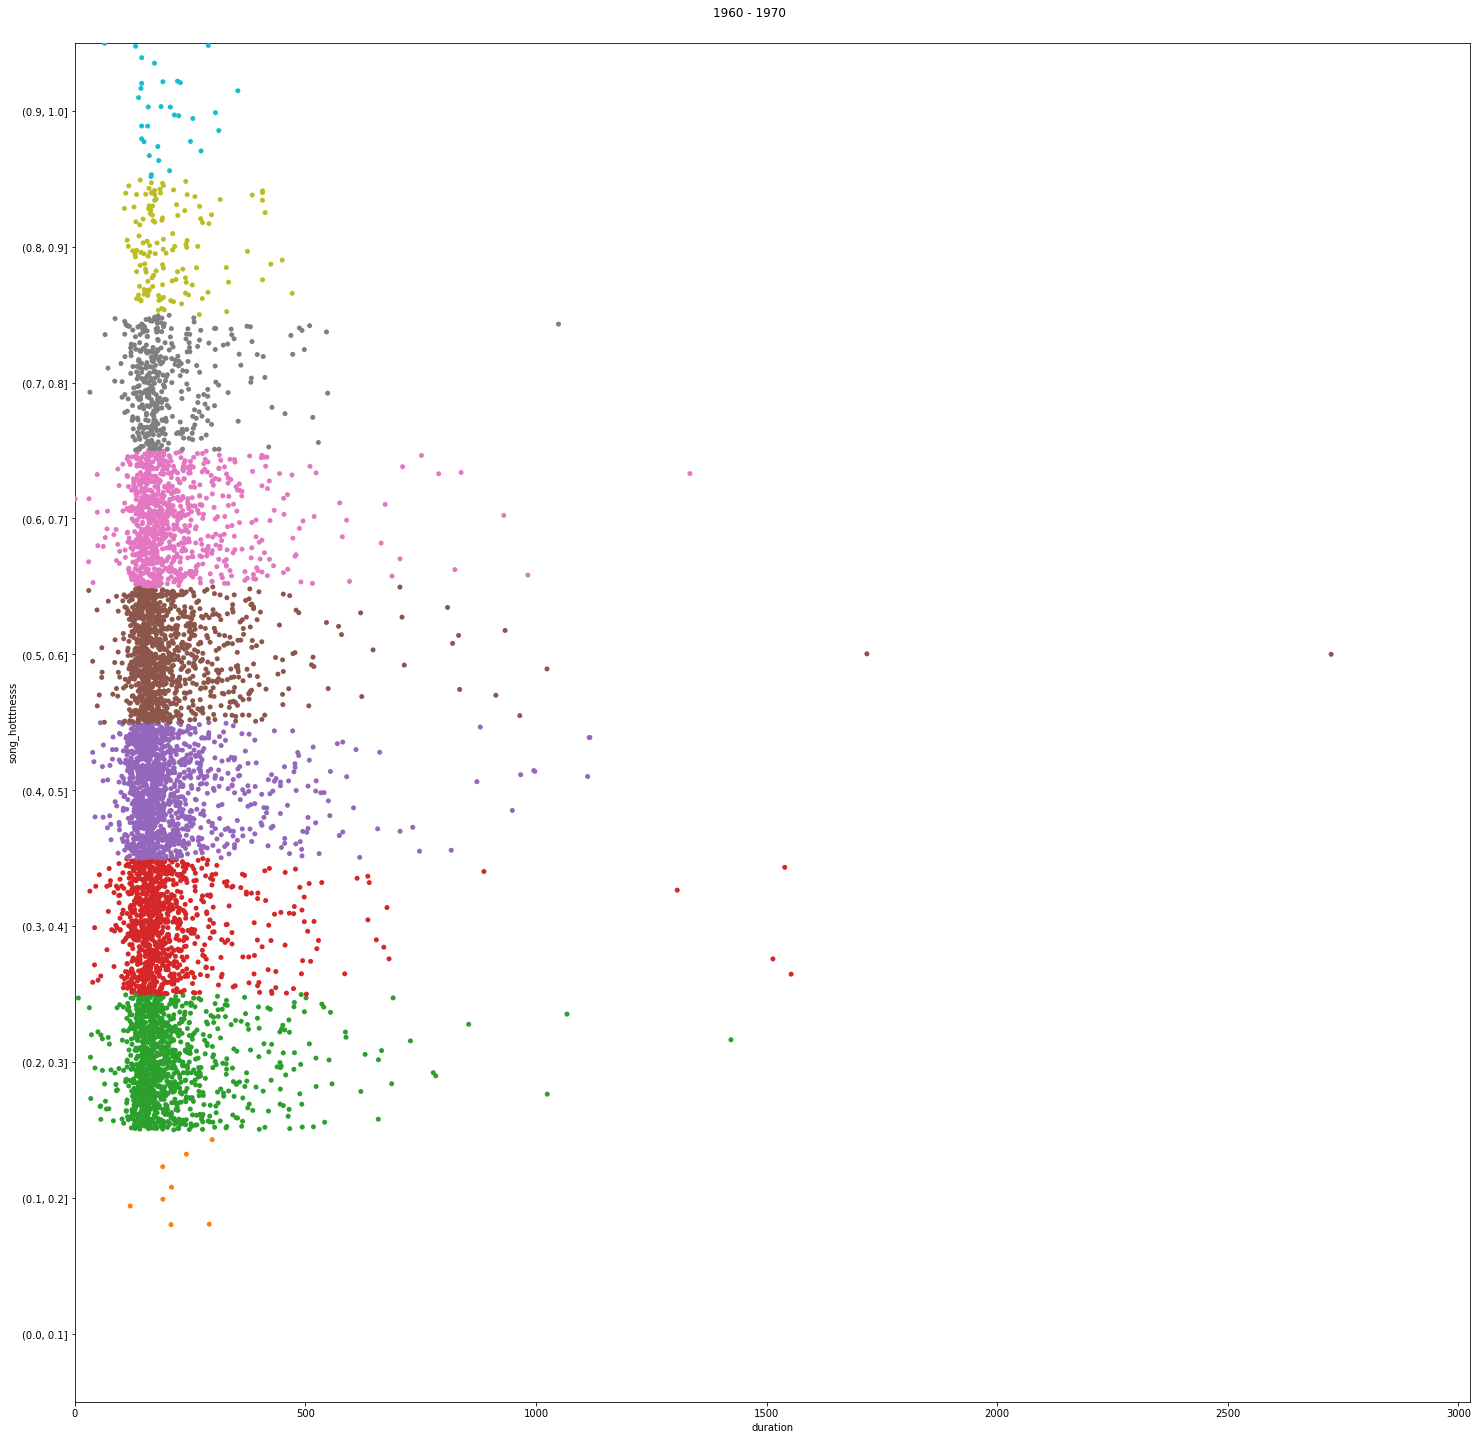 1960 - 1970
(0.9, 1.0]
(0.8, 0.9]
(0.7, 0.8]
(0.6, 0.7]
(0.5, 0.6]
song_hotttnesss
(0.4, 0.5]
(0.3, 0.4]
(0.2, 0.3]
(0.1, 0.2]
(0.0, 0.1]
0 500 1000 1500 2000 2500 3000
duration